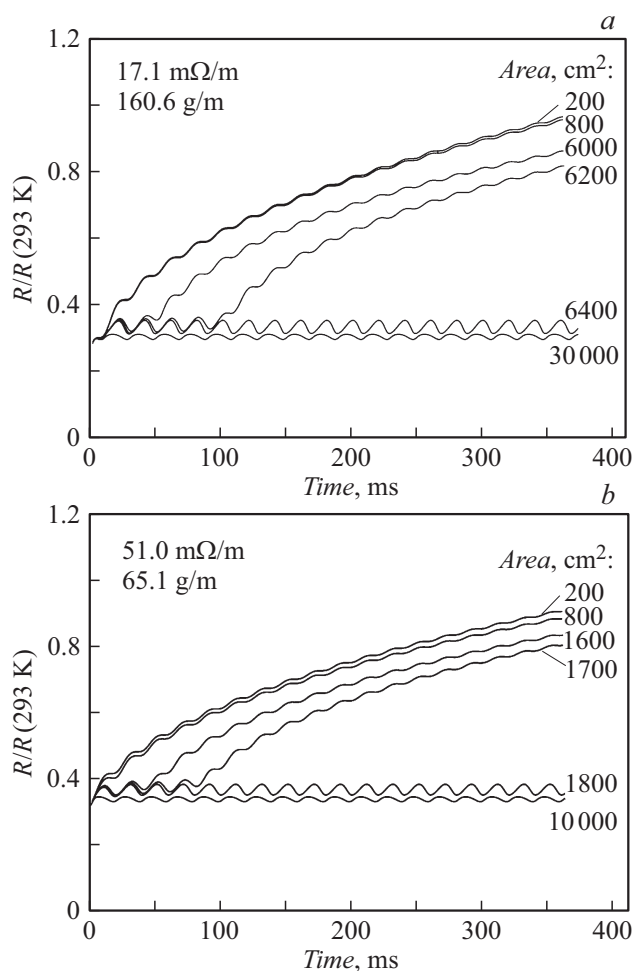 a
1.2
17.1 mΩ/m
160.6 g/m
Area, cm²:
200
800
6000
6200
6400
30 000
1.0
0.8
0.4
0
R/R (293 K)
0 100 200 300 400
Time, ms
b
1.2
51.0 mΩ/m
65.1 g/m
Area, cm²:
200
800
1600
1700
1800
10 000
0.8
0.4
0
R/R (293 K)
0 100 200 300 400
Time, ms